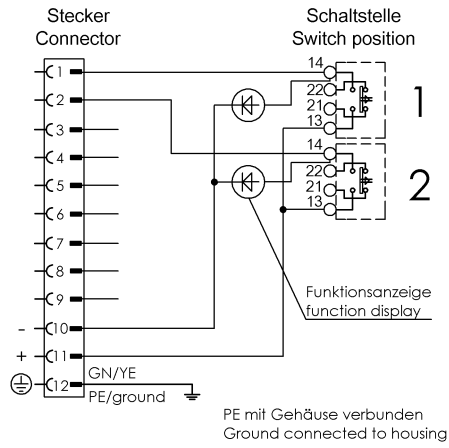 Stecker
Connector
Schaltstelle
Switch position
1
2
3
4
5
6
7
8
9
- 10
+ 11
12
GN/YE
PE/ground
14
22
21
13
1
14
22
21
13
2
Funktionsanzeige
function display
PE mit Gehäuse verbunden
Ground connected to housing